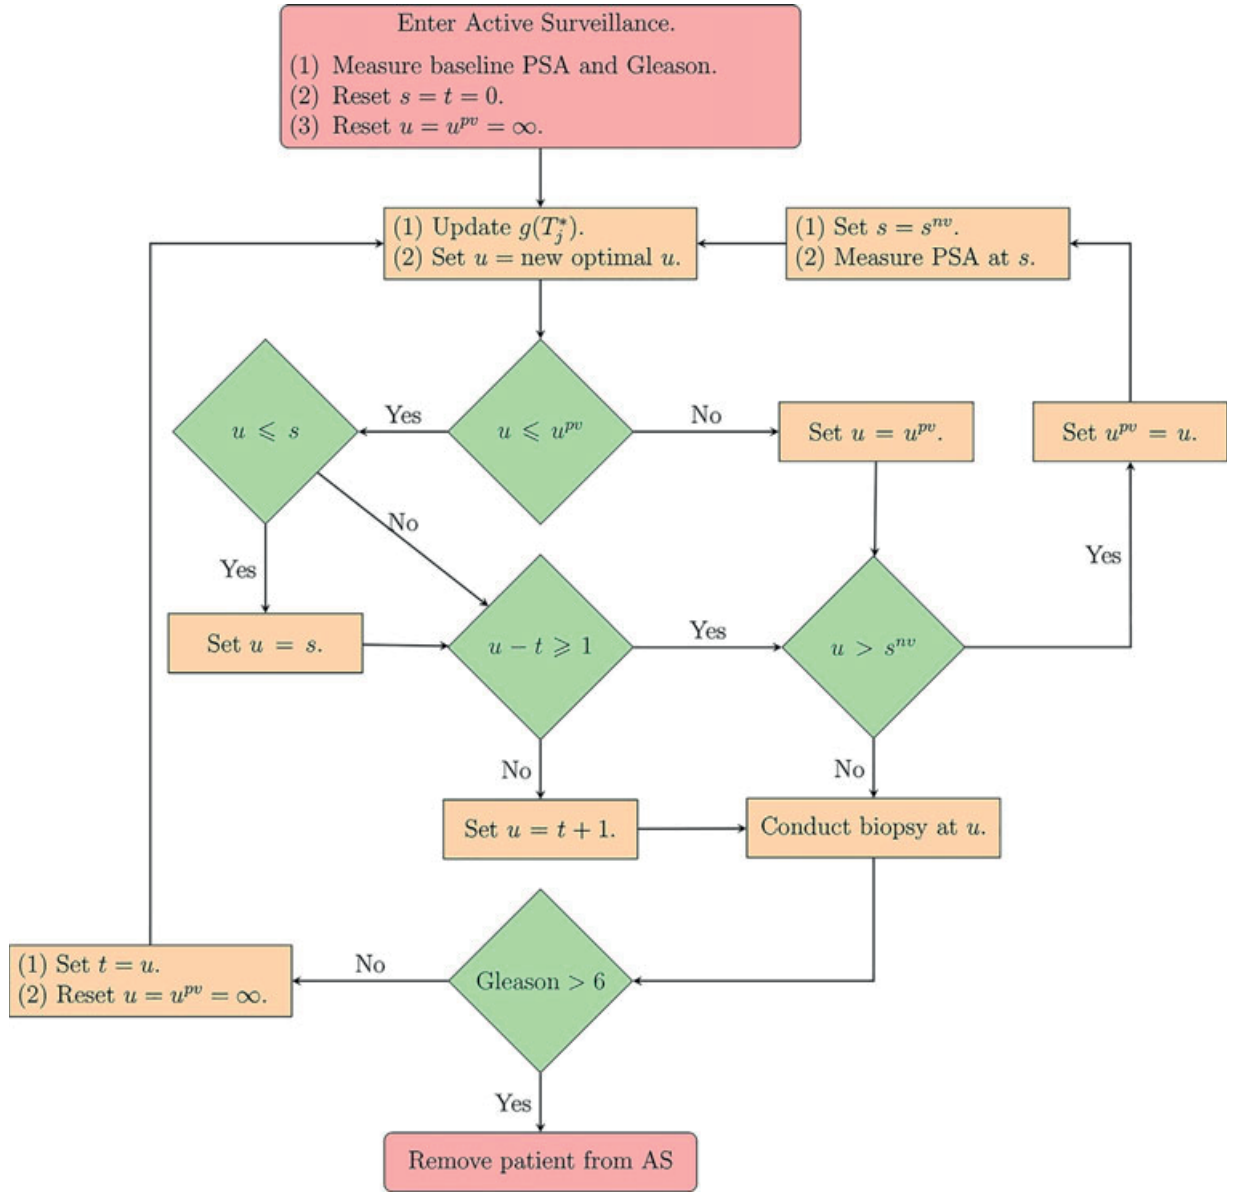 Enter Active Surveillance.
(1) Measure baseline PSA and Gleason.
(2) Reset s = t = 0.
(3) Reset u = u^{pv} = ∞.
(1) Update g(T_j^*).
(2) Set u = new optimal u.
(1) Set s = s^{nv}.
(2) Measure PSA at s.
u ⩽ s
Yes
u ⩽ u^{pv}
No
Set u = u^{pv}.
Set u^{pv} = u.
No
Yes
Yes
Set u = s.
u − t ⩾ 1
Yes
u > s^{nv}
No
No
Set u = t + 1.
Conduct biopsy at u.
(1) Set t = u.
(2) Reset u = u^{pv} = ∞.
No
Gleason > 6
Yes
Remove patient from AS